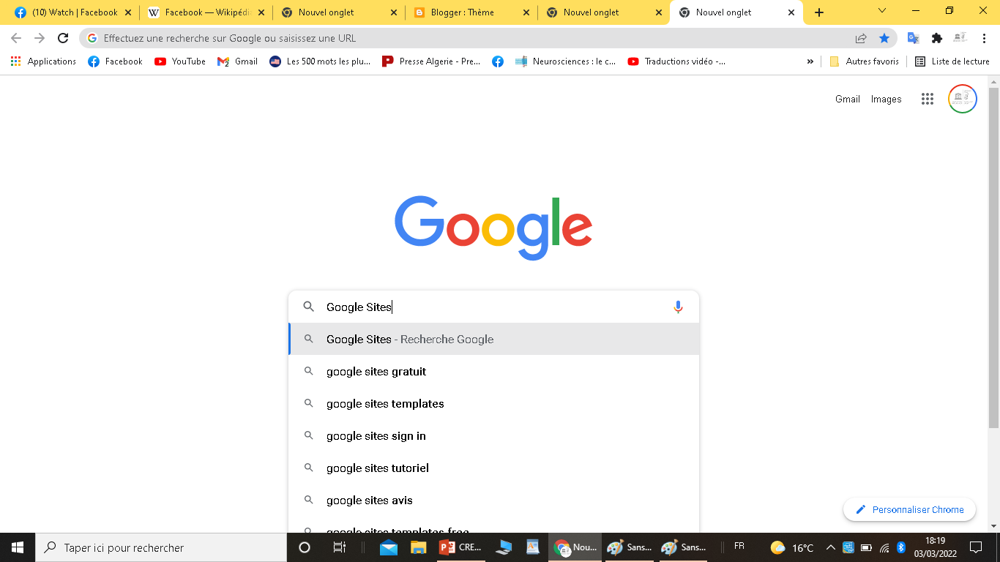 (10) Watch | Facebook
Facebook — Wikipédi
Nouvel onglet
Blogger : Thème
Nouvel onglet
Nouvel onglet
Effectuez une recherche sur Google ou saisissez une URL
Applications
Facebook
YouTube
Gmail
Les 500 mots les plu...
Presse Algerie - Pre...
Neurosciences : le c...
Traductions vidéo -...
»
Autres favoris
Liste de lecture
Gmail
Images
Google
Google Sites
Google Sites - Recherche Google
google sites gratuit
google sites templates
google sites sign in
google sites tutoriel
google sites avis
google sites templates free
Personnaliser Chrome
Taper ici pour rechercher
CRE...
Nou...
Sans...
Sans...
FR
16°C
18:19
03/03/2022